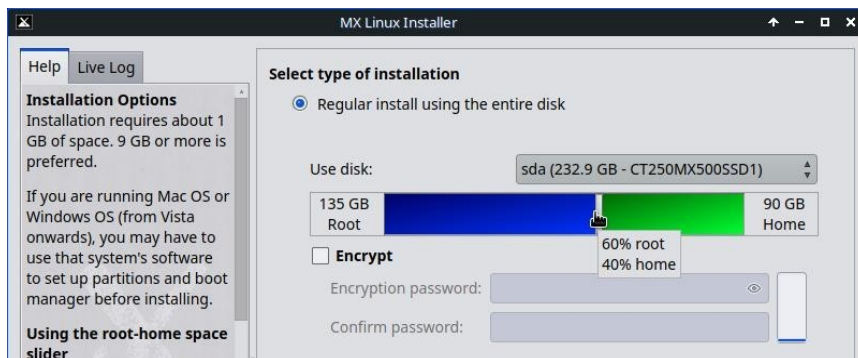 MX Linux Installer
Help
Live Log
Installation Options
Installation requires about 1
GB of space. 9 GB or more is
preferred.
If you are running Mac OS or
Windows OS (from Vista
onwards), you may have to
use that system's software
to set up partitions and boot
manager before installing.
Using the root-home space
slider
Select type of installation
Regular install using the entire disk
Use disk:
sda (232.9 GB - CT250MX500SSD1)
135 GB
Root
90 GB
Home
60% root
40% home
Encrypt
Encryption password:
Confirm password: